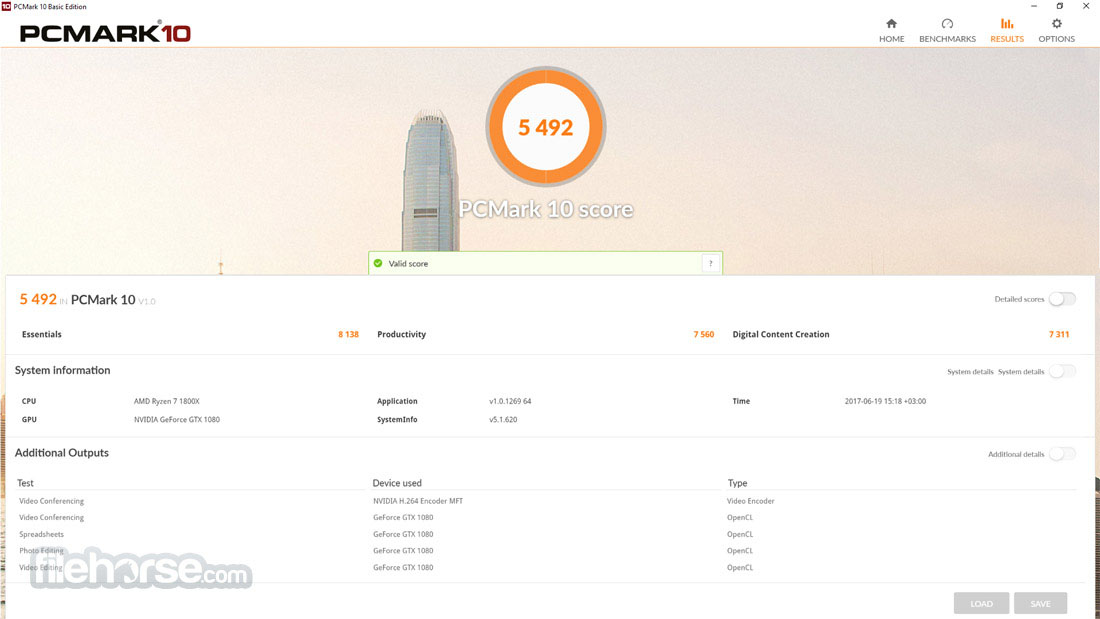 10 PCMark 10 Basic Edition
PCMARK®10
HOME BENCHMARKS RESULTS OPTIONS
5 492
PCMark 10 score
Valid score ?
5 492 IN PCMark 10 V1.0 Detailed scores
Essentials 8 138 Productivity 7 560 Digital Content Creation 7 311
System information System details System details
CPU AMD Ryzen 7 1800X Application v1.0.1269 64 Time 2017-06-19 15:18 +03:00
GPU NVIDIA GeForce GTX 1080 SystemInfo v5.1.620
Additional Outputs Additional details
Test Device used Type
Video Conferencing NVIDIA H.264 Encoder MFT Video Encoder
Video Conferencing GeForce GTX 1080 OpenCL
Spreadsheets GeForce GTX 1080 OpenCL
Photo Editing GeForce GTX 1080 OpenCL
Video Editing GeForce GTX 1080 OpenCL
filehorse.com
LOAD SAVE